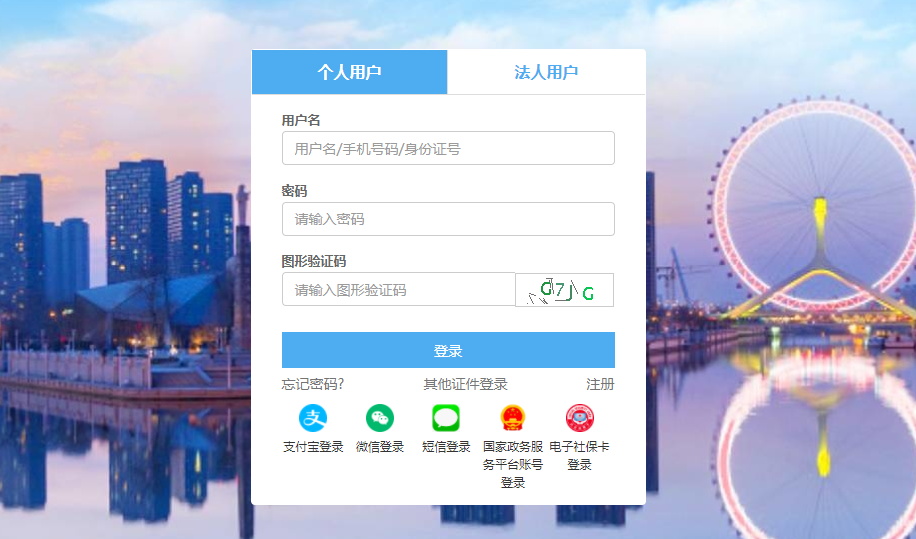 个人用户 法人用户
用户名
用户名/手机号码/身份证号
密码
请输入密码
图形验证码
请输入图形验证码 G7JG
登录
忘记密码? 其他证件登录 注册
支付宝登录 微信登录 短信登录 国家政务服 电子社保卡
务平台账号 登录
登录